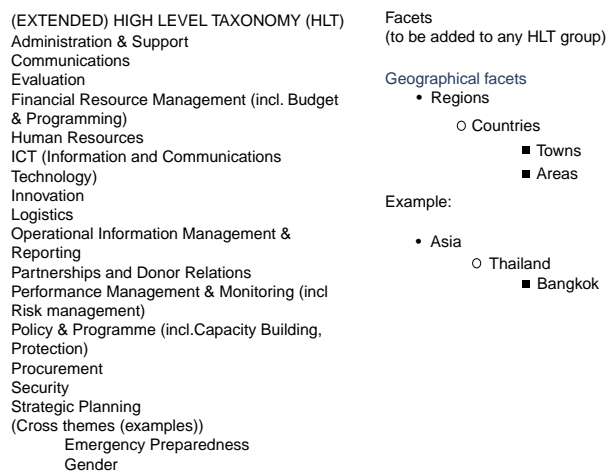 (EXTENDED) HIGH LEVEL TAXONOMY (HLT)
Administration & Support
Communications
Evaluation
Financial Resource Management (incl. Budget
& Programming)
Human Resources
ICT (Information and Communications
Technology)
Innovation
Logistics
Operational Information Management &
Reporting
Partnerships and Donor Relations
Performance Management & Monitoring (incl
Risk management)
Policy & Programme (incl.Capacity Building,
Protection)
Procurement
Security
Strategic Planning
(Cross themes (examples))
Emergency Preparedness
Gender
Facets
(to be added to any HLT group)
Geographical facets
• Regions
○ Countries
■ Towns
■ Areas
Example:
• Asia
○ Thailand
■ Bangkok